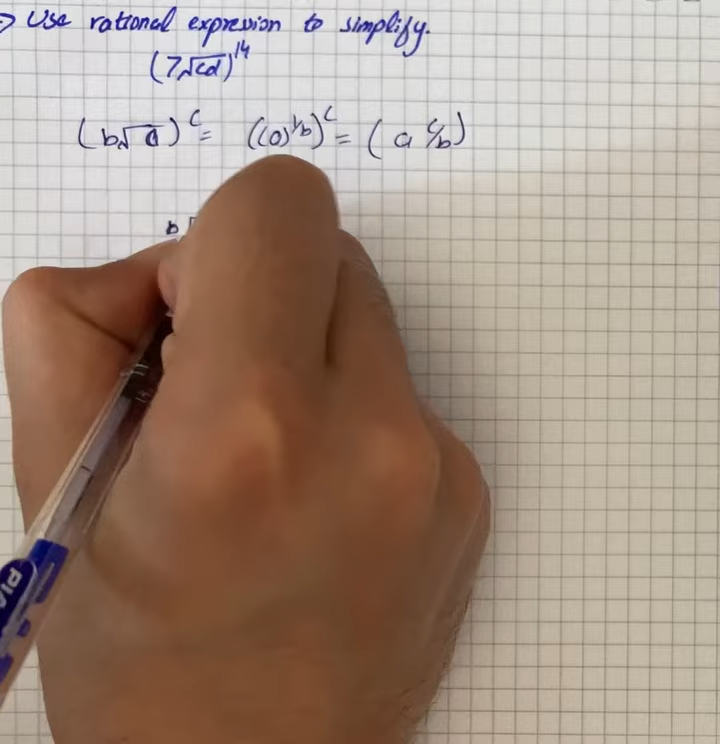 Use rational expression to simplify.
(7√cd)^14
(b√a)^c = ((a)^1/b)^c = (a^c/b)
b√